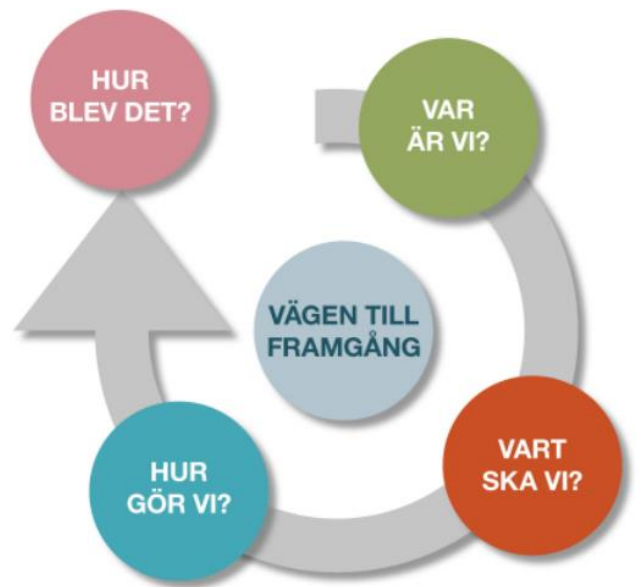 HUR
BLEV DET?
VAR
ÄR VI?
VÄGEN TILL
FRAMGÅNG
VART
SKA VI?
HUR
GÖR VI?